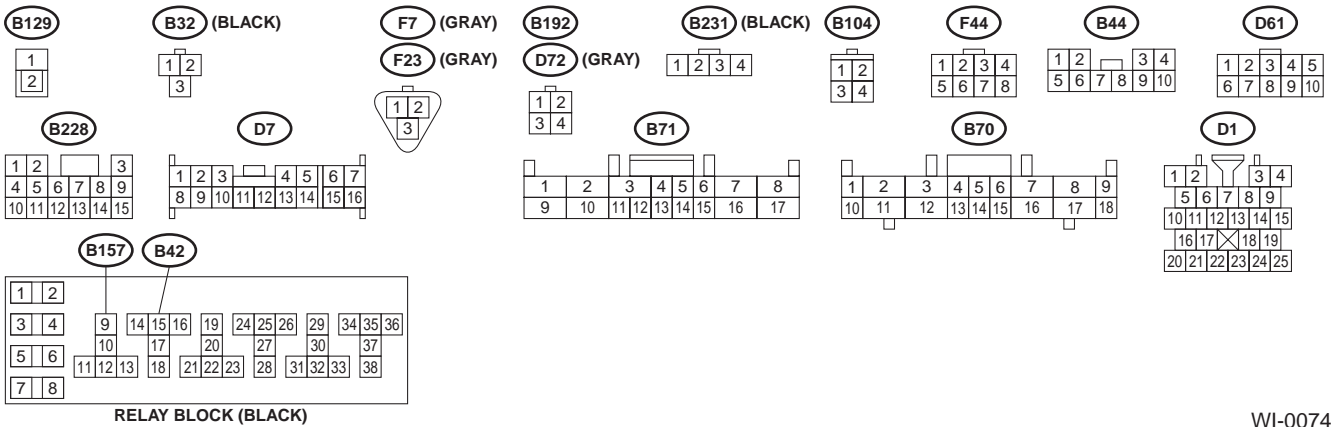 B129 B32 (BLACK) F7 (GRAY) B192 B231 (BLACK) B104 F44 B44 D61
F23 (GRAY) D72 (GRAY)
1
2
1 2
3
1 2
3
1 2
3 4
1 2 3 4
1 2
3 4
1 2 3 4
5 6 7 8
1 2 3 4
5 6 7 8 9 10
1 2 3 4 5
6 7 8 9 10
B228 D7 B71 B70 D1
1 2 3
4 5 6 7 8 9
10 11 12 13 14 15
1 2 3 4 5 6 7
8 9 10 11 12 13 14 15 16
1 2 3 4 5 6 7 8
9 10 11 12 13 14 15 16 17
1 2 3 4 5 6 7 8 9
10 11 12 13 14 15 16 17 18
1 2 3 4
5 6 7 8 9
10 11 12 13 14 15
16 17 18 19
20 21 22 23 24 25
B157 B42
1 2
3 4 9 14 15 16 19 24 25 26 29 34 35 36
10 17 20 27 30 37
5 6 11 12 13 18 21 22 23 28 31 32 33 38
7 8
RELAY BLOCK (BLACK)
WI-0074